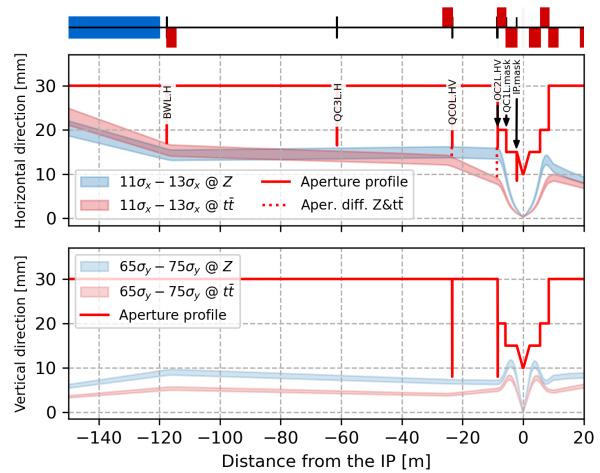 BWL.H
QC3L.H
QC0L.HV
QC2L.HV
QC1L.mask
IP.mask
Horizontal direction [mm]
30
20
10
0
11σx − 13σx @ Z
11σx − 13σx @ tt̄
Aperture profile
Aper. diff. Z&tt̄
Vertical direction [mm]
30
20
10
0
65σy − 75σy @ Z
65σy − 75σy @ tt̄
Aperture profile
−140 −120 −100 −80 −60 −40 −20 0 20
Distance from the IP [m]